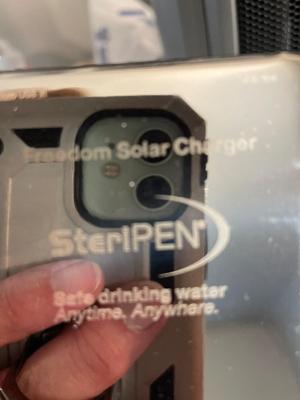 Freedom Solar Charger
SteriPEN®
Safe drinking water
Anytime, Anywhere.